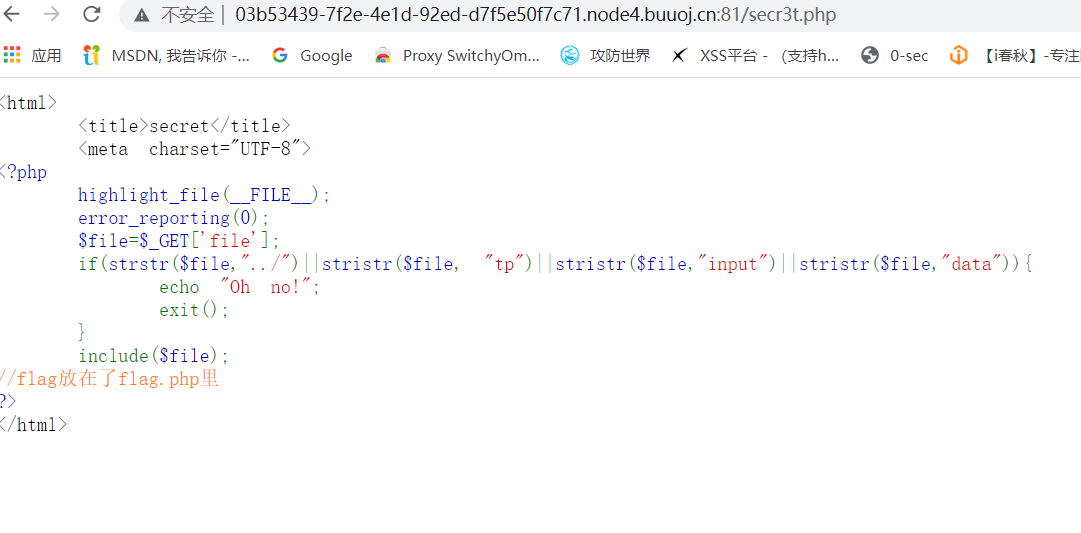 不安全 | 03b53439-7f2e-4e1d-92ed-d7f5e50f7c71.node4.buuoj.cn:81/secr3t.php
应用 MSDN, 我告诉你 -... Google Proxy SwitchyOm... 攻防世界 XSS平台 - (支持h... 0-sec 【i春秋】-专注
<html>
<title>secret</title>
<meta charset="UTF-8">
<?php
highlight_file(__FILE__);
error_reporting(0);
$file=$_GET['file'];
if(strstr($file,"../")||stristr($file, "tp")||stristr($file,"input")||stristr($file,"data")){
echo "Oh no!";
exit();
}
include($file);
//flag放在了flag.php里
?>
</html>